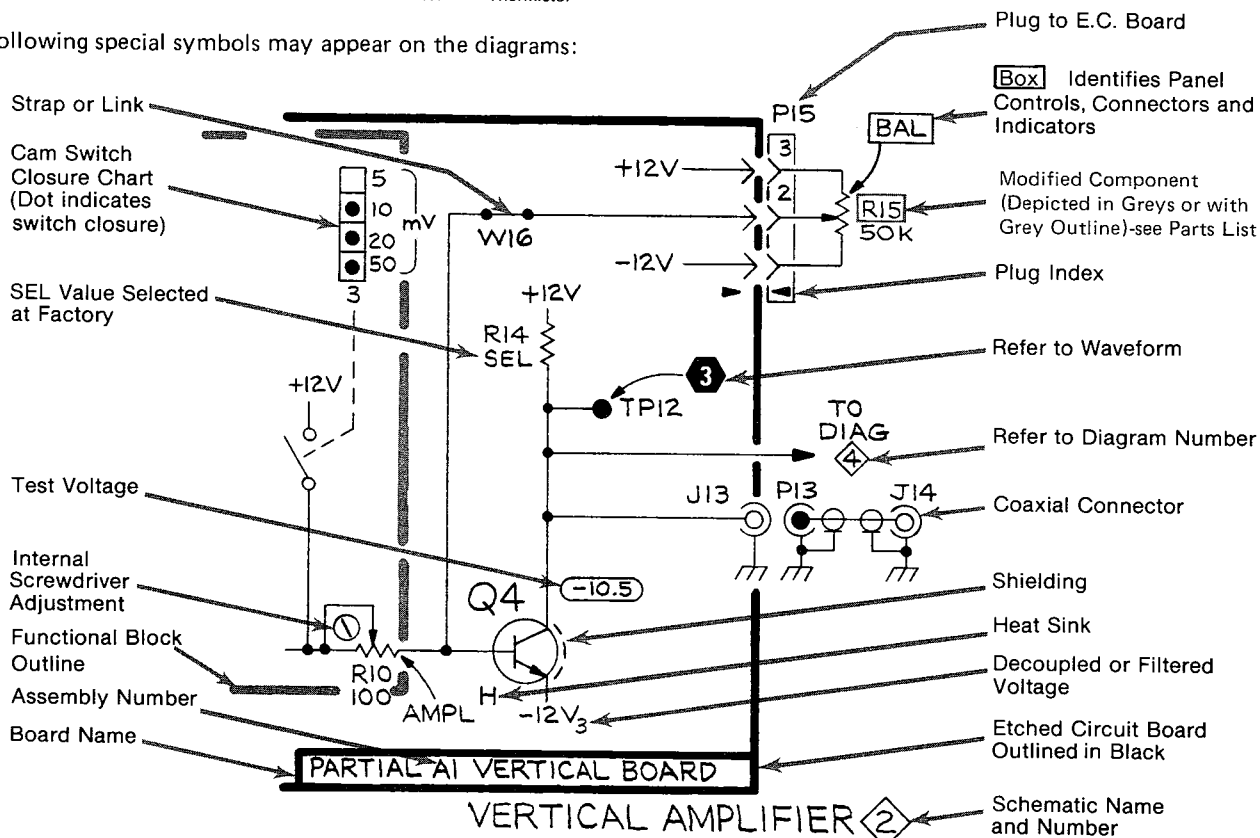 Thermistor
ollowing special symbols may appear on the diagrams:
Plug to E.C. Board
Box Identifies Panel
Controls, Connectors and
Indicators
Modified Component
(Depicted in Greys or with
Grey Outline)-see Parts List
Plug Index
Refer to Waveform
Refer to Diagram Number
Coaxial Connector
Shielding
Heat Sink
Decoupled or Filtered
Voltage
Etched Circuit Board
Outlined in Black
Schematic Name
and Number
Strap or Link
Cam Switch
Closure Chart
(Dot indicates
switch closure)
SEL Value Selected
at Factory
Test Voltage
Internal
Screwdriver
Adjustment
Functional Block
Outline
Assembly Number
Board Name
P15
BAL
3
+12V
5
10
20
50
mV
3
2
R15
50K
W16
-12V
+12V
R14
SEL
3
TP12
TO
DIAG
4
+12V
J13
P13
J14
-10.5
Q4
R10
100
AMPL
H
-12V3
PARTIAL A1 VERTICAL BOARD
VERTICAL AMPLIFIER 2